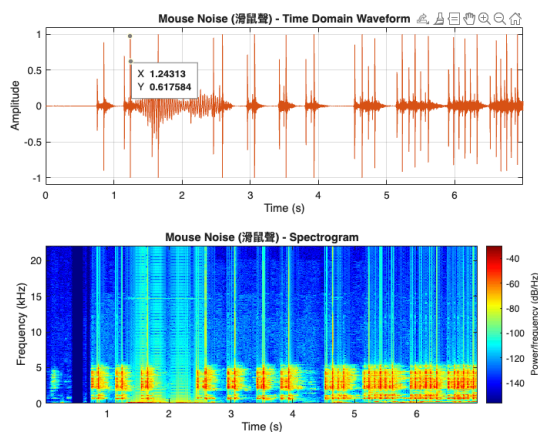 Mouse Noise (滑鼠聲) - Time Domain Waveform
1
0.5
0
-0.5
-1
Amplitude
X 1.24313
Y 0.617584
0 1 2 3 4 5 6
Time (s)
Mouse Noise (滑鼠聲) - Spectrogram
20
15
10
5
0
Frequency (kHz)
1 2 3 4 5 6
Time (s)
-40
-60
-80
-100
-120
-140
Power/frequency (dB/Hz)